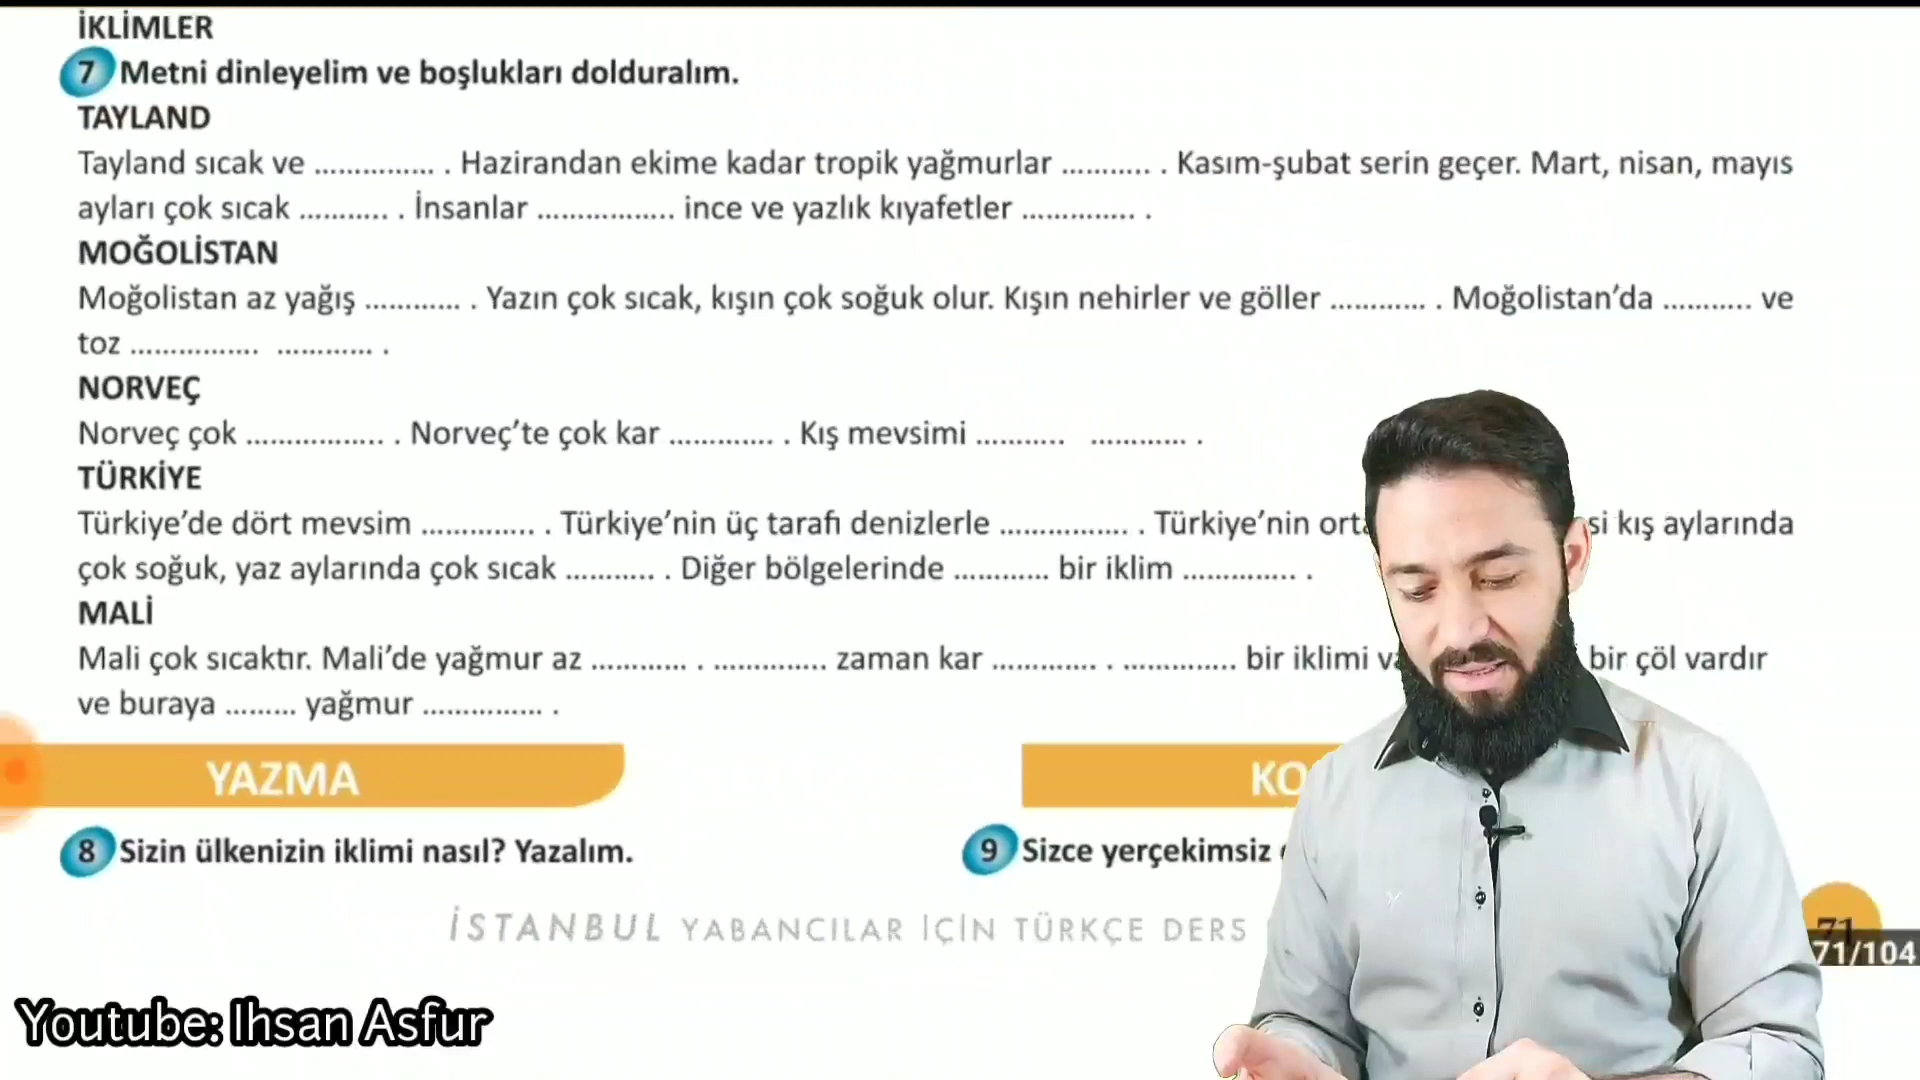 İKLİMLER
7 Metni dinleyelim ve boşlukları dolduralım.
TAYLAND
Tayland sıcak ve ............... . Hazirandan ekime kadar tropik yağmurlar ........... . Kasım-şubat serin geçer. Mart, nisan, mayıs
ayları çok sıcak ........... . İnsanlar ................. ince ve yazlık kıyafetler .............. .
MOĞOLİSTAN
Moğolistan az yağış ............ . Yazın çok sıcak, kışın çok soğuk olur. Kışın nehirler ve göller ............ . Moğolistan’da ........... ve
toz ................ ............ .
NORVEÇ
Norveç çok ................. . Norveç’te çok kar ............. . Kış mevsimi ........... ............ .
TÜRKİYE
Türkiye’de dört mevsim .............. . Türkiye’nin üç tarafı denizlerle ................ . Türkiye’nin kış aylarında
çok soğuk, yaz aylarında çok sıcak ........... . Diğer bölgelerinde ............ bir iklim .............. .
MALİ
Mali çok sıcaktır. Mali’de yağmur az ............ . .............. zaman kar ............. . .............. bir iklimi bir çöl vardır
ve buraya ......... yağmur ............... .
YAZMA
8 Sizin ülkenizin iklimi nasıl? Yazalım.
9 Sizce yerçekimsiz
İSTANBUL YABANCILAR İÇİN TÜRKÇE DERS
71
71/104
Youtube: Ihsan Asfur